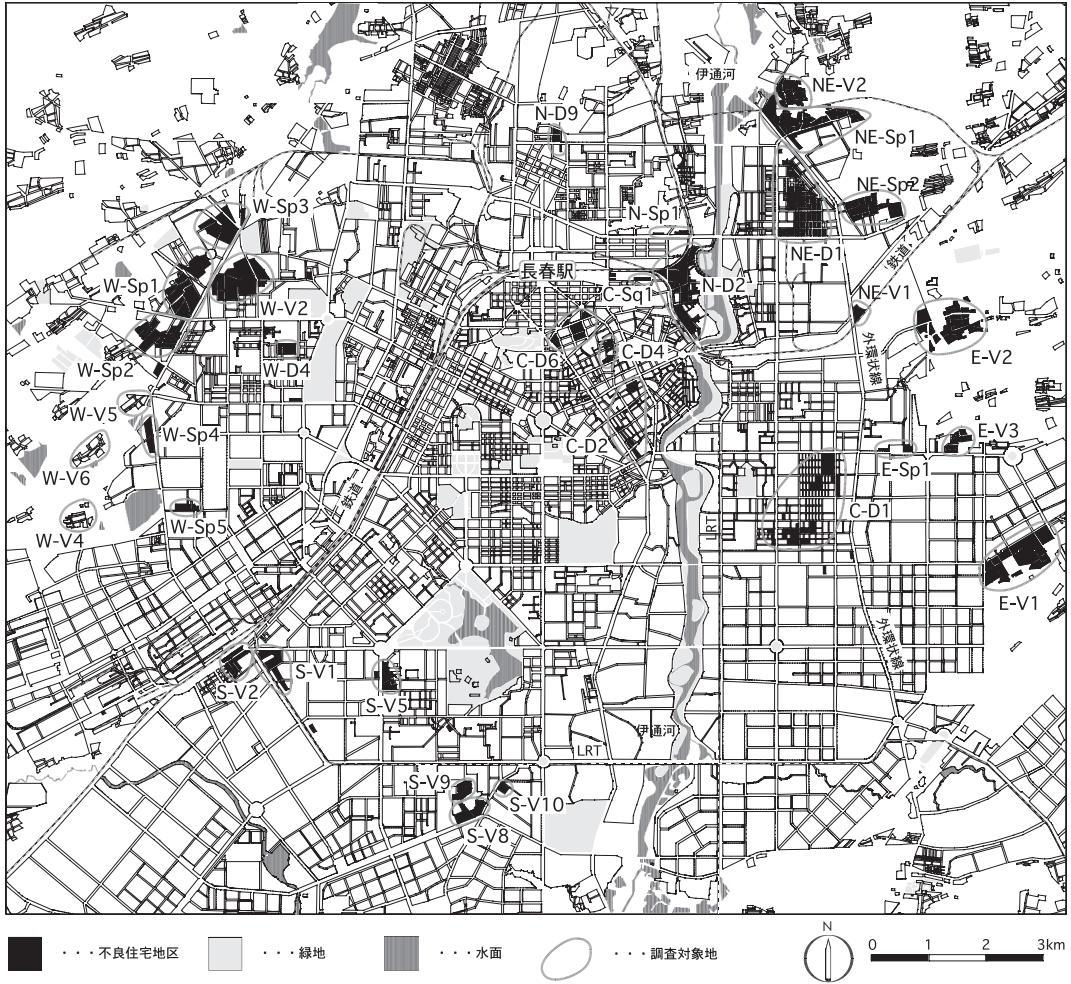 伊通河
NE-V2
N-D9
NE-Sp1
NE-Sp2
W-Sp3
N-Sp1
鉄道
NE-D1
長春駅
W-Sp1
C-Sq1
N-D2
NE-V1
W-V2
外環状線
C-D6
C-D4
E-V2
W-Sp2
W-D4
W-V5
W-Sp4
C-D2
E-V3
E-Sp1
W-V6
鉄道
LRT
C-D1
W-Sp5
W-V4
E-V1
外環状線
S-V1
S-V2
S-V5
伊通河
LRT
S-V9
S-V10
S-V8
・・・不良住宅地区
・・・緑地
・・・水面
・・・調査対象地
N
0 1 2 3km